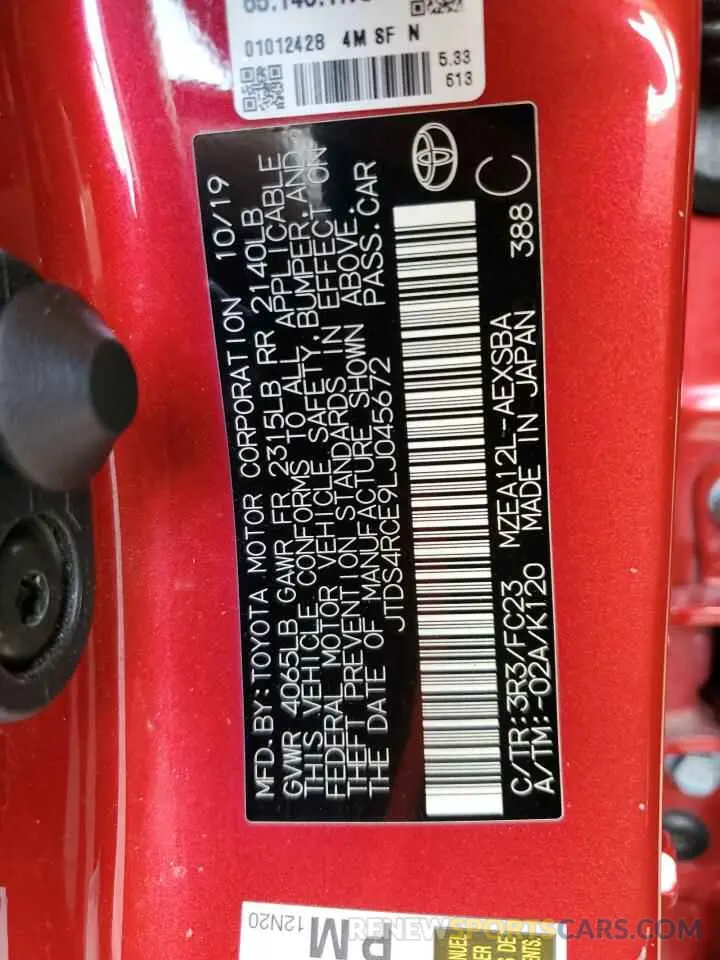 01012428 4M SF N
5.33
613
MFD.BY:TOYOTA MOTOR CORPORATION 10/19
GVWR 4065LB GAWR FR 2315LB RR 2140LB
THIS VEHICLE CONFORMS TO ALL APPLICABLE
FEDERAL MOTOR VEHICLE SAFETY,BUMPER,AND
THEFT PREVENTION STANDARDS IN EFFECT ON
THE DATE OF MANUFACTURE SHOWN ABOVE.
JTDS4RCE9LJ045672 PASS.CAR
C/TR:3R3/FC23 MZEA12L-AEXSBA
A/TM:-02A/K120 MADE IN JAPAN 388 C
PM
12N20
RENEWSPORTSCARS.COM